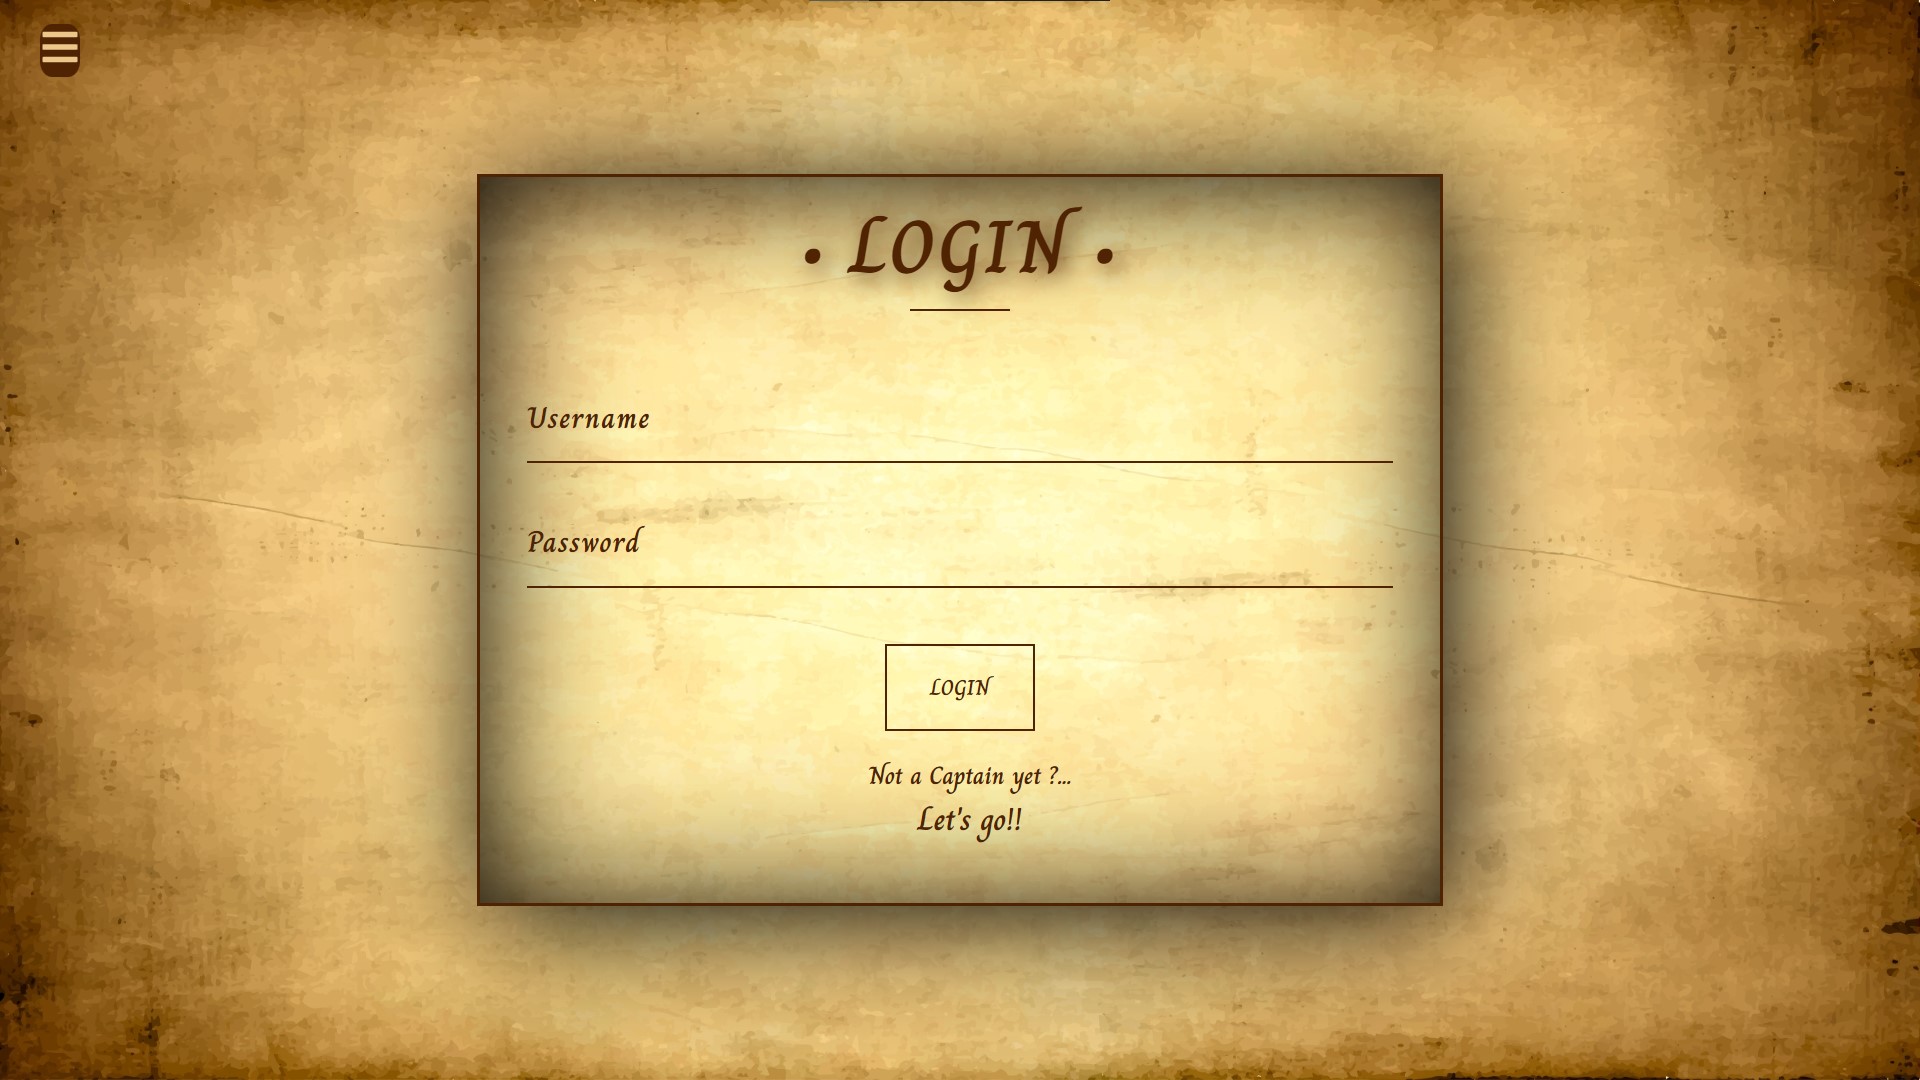 • LOGIN •
Username
Password
LOGIN
Not a Captain yet ?...
Let's go!!